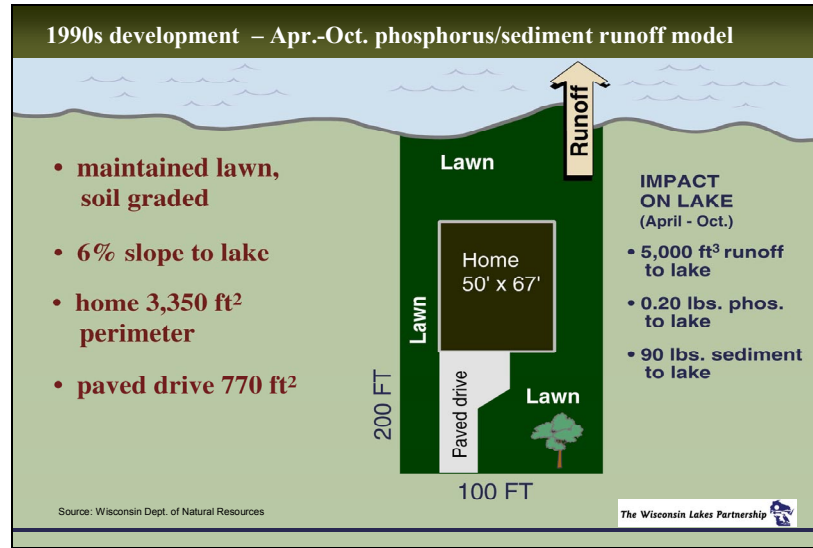 1990s development – Apr.-Oct. phosphorus/sediment runoff model
• maintained lawn,
soil graded
• 6% slope to lake
• home 3,350 ft²
perimeter
• paved drive 770 ft²
Runoff
Lawn
Home
50' x 67'
Lawn
Paved drive
Lawn
200 FT
100 FT
IMPACT
ON LAKE
(April - Oct.)
• 5,000 ft³ runoff
to lake
• 0.20 lbs. phos.
to lake
• 90 lbs. sediment
to lake
Source: Wisconsin Dept. of Natural Resources
The Wisconsin Lakes Partnership